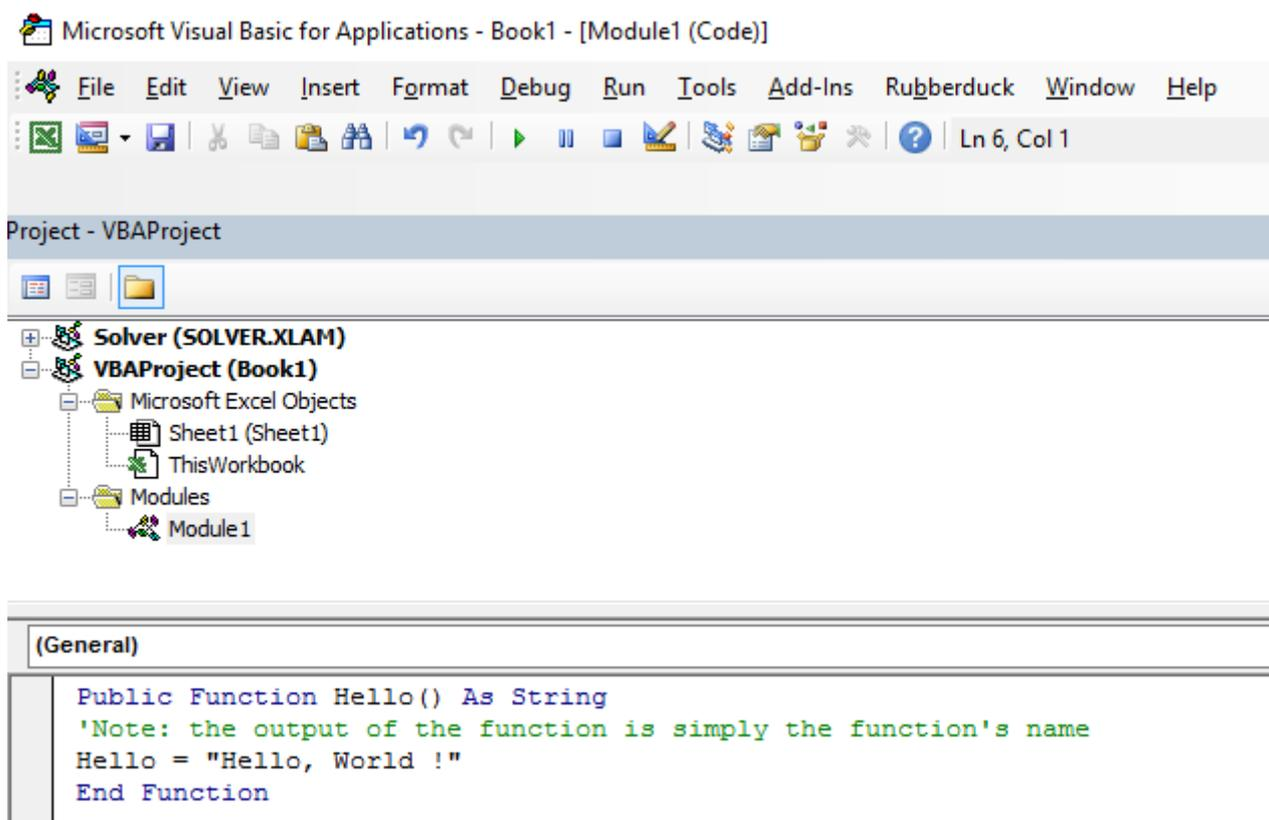 Microsoft Visual Basic for Applications - Book1 - [Module1 (Code)]
File Edit View Insert Format Debug Run Tools Add-Ins Rubberduck Window Help
Ln 6, Col 1
Project - VBAProject
Solver (SOLVER.XLAM)
VBAProject (Book1)
Microsoft Excel Objects
Sheet1 (Sheet1)
ThisWorkbook
Modules
Module1
(General)
Public Function Hello() As String
'Note: the output of the function is simply the function's name
Hello = "Hello, World !"
End Function